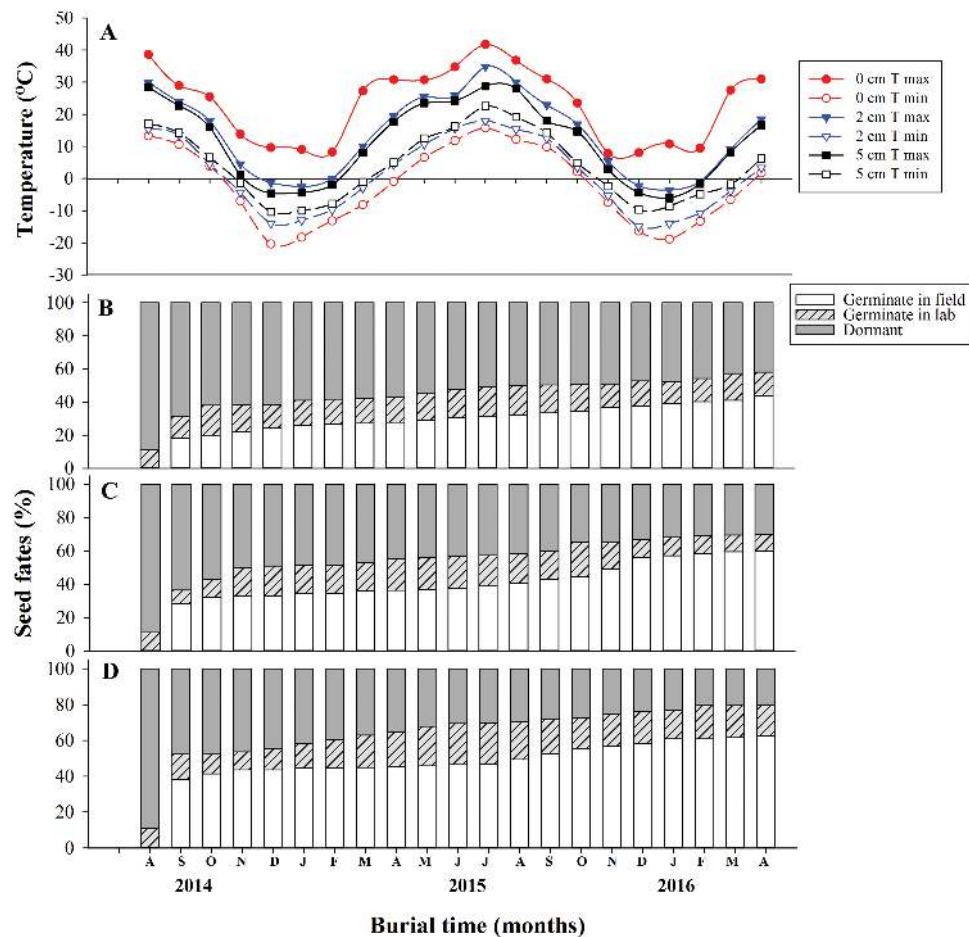 A
Temperature (°C)
50
40
30
20
10
0
-10
-20
-30
0 cm T max
0 cm T min
2 cm T max
2 cm T min
5 cm T max
5 cm T min
Germinate in field
Germinate in lab
Dormant
Seed fates (%)
B
100
80
60
40
20
0
C
100
80
60
40
20
0
D
100
80
60
40
20
0
A S O N D J F M A M J J A S O N D J F M A
2014 2015 2016
Burial time (months)